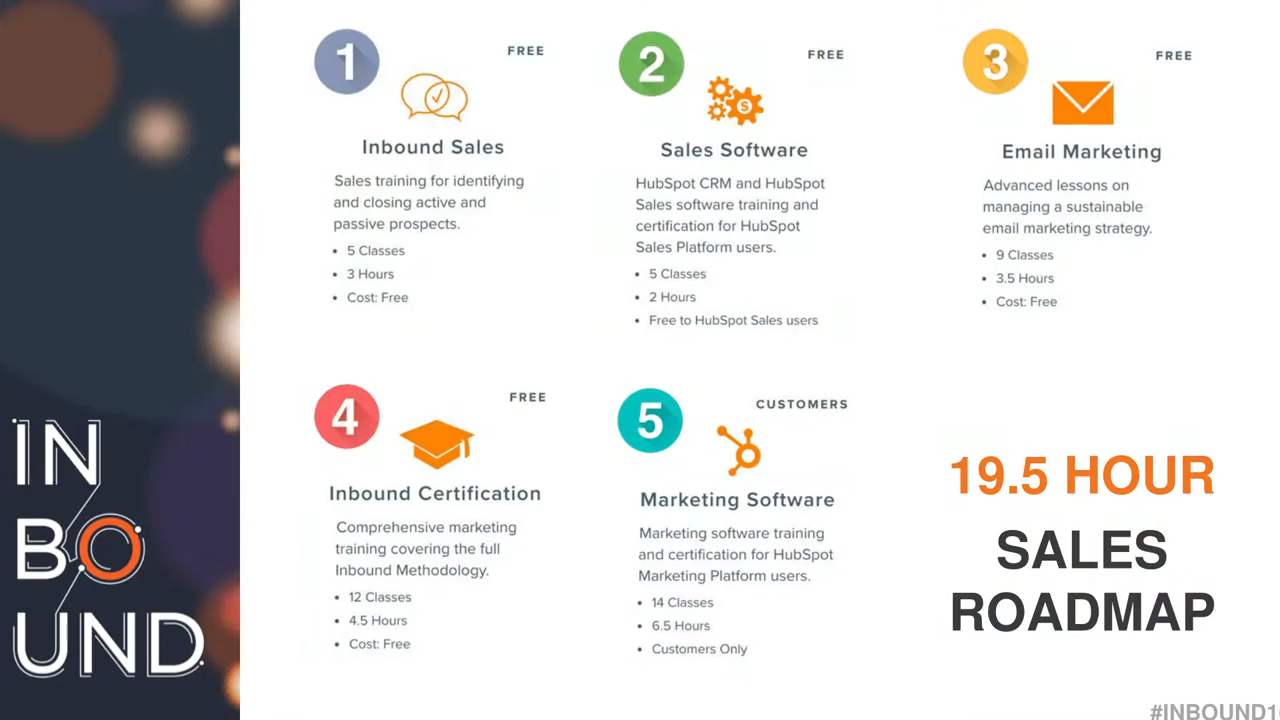 IN
BO
UND
1
FREE
Inbound Sales
Sales training for identifying
and closing active and
passive prospects.
• 5 Classes
• 3 Hours
• Cost: Free
2
FREE
S
Sales Software
HubSpot CRM and HubSpot
Sales software training and
certification for HubSpot
Sales Platform users.
• 5 Classes
• 2 Hours
• Free to HubSpot Sales users
3
FREE
Email Marketing
Advanced lessons on
managing a sustainable
email marketing strategy.
• 9 Classes
• 3.5 Hours
• Cost: Free
4
FREE
Inbound Certification
Comprehensive marketing
training covering the full
Inbound Methodology.
• 12 Classes
• 4.5 Hours
• Cost: Free
5
CUSTOMERS
Marketing Software
Marketing software training
and certification for HubSpot
Marketing Platform users.
• 14 Classes
• 6.5 Hours
• Customers Only
19.5 HOUR
SALES
ROADMAP
#INBOUND1